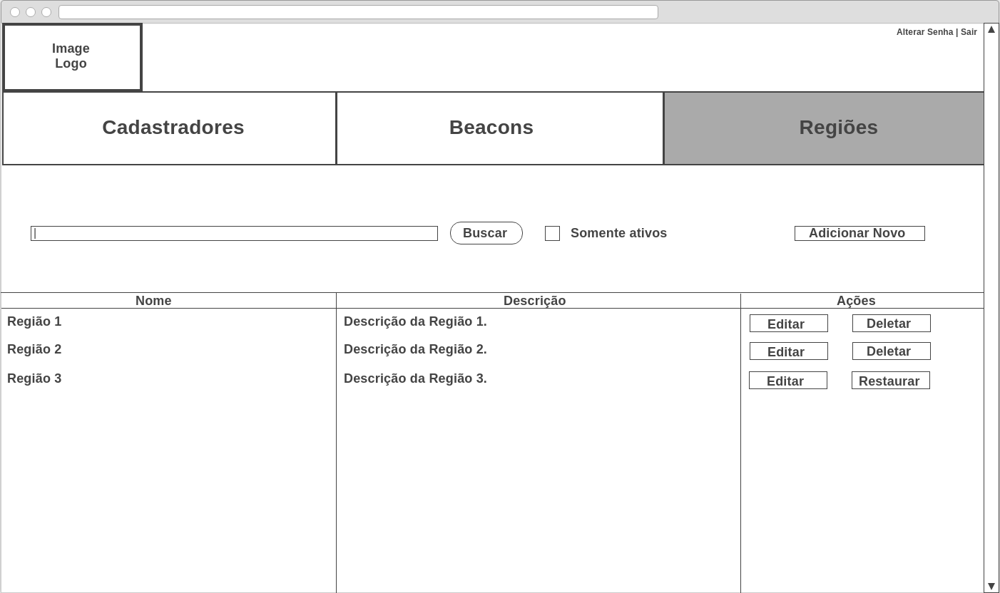 Alterar Senha | Sair
Image
Logo
Cadastradores Beacons Regiões
Buscar Somente ativos Adicionar Novo
Nome Descrição Ações
Região 1 Descrição da Região 1. Editar Deletar
Região 2 Descrição da Região 2. Editar Deletar
Região 3 Descrição da Região 3. Editar Restaurar